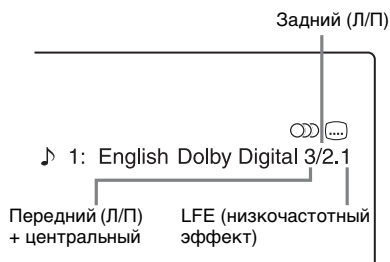 Задний (Л/П)
♪ 1: English Dolby Digital 3/2.1
Передний (Л/П)
+ центральный
LFE (низкочастотный
эффект)